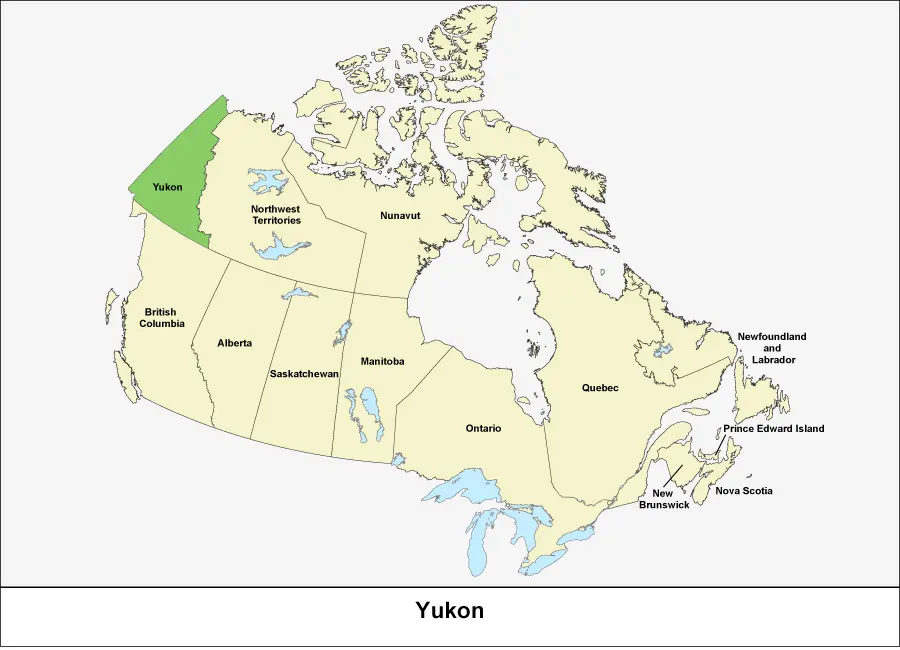 Yukon
Northwest
Territories
Nunavut
British
Columbia
Alberta
Saskatchewan
Manitoba
Ontario
Quebec
Newfoundland
and
Labrador
Prince Edward Island
Nova Scotia
New
Brunswick
Yukon